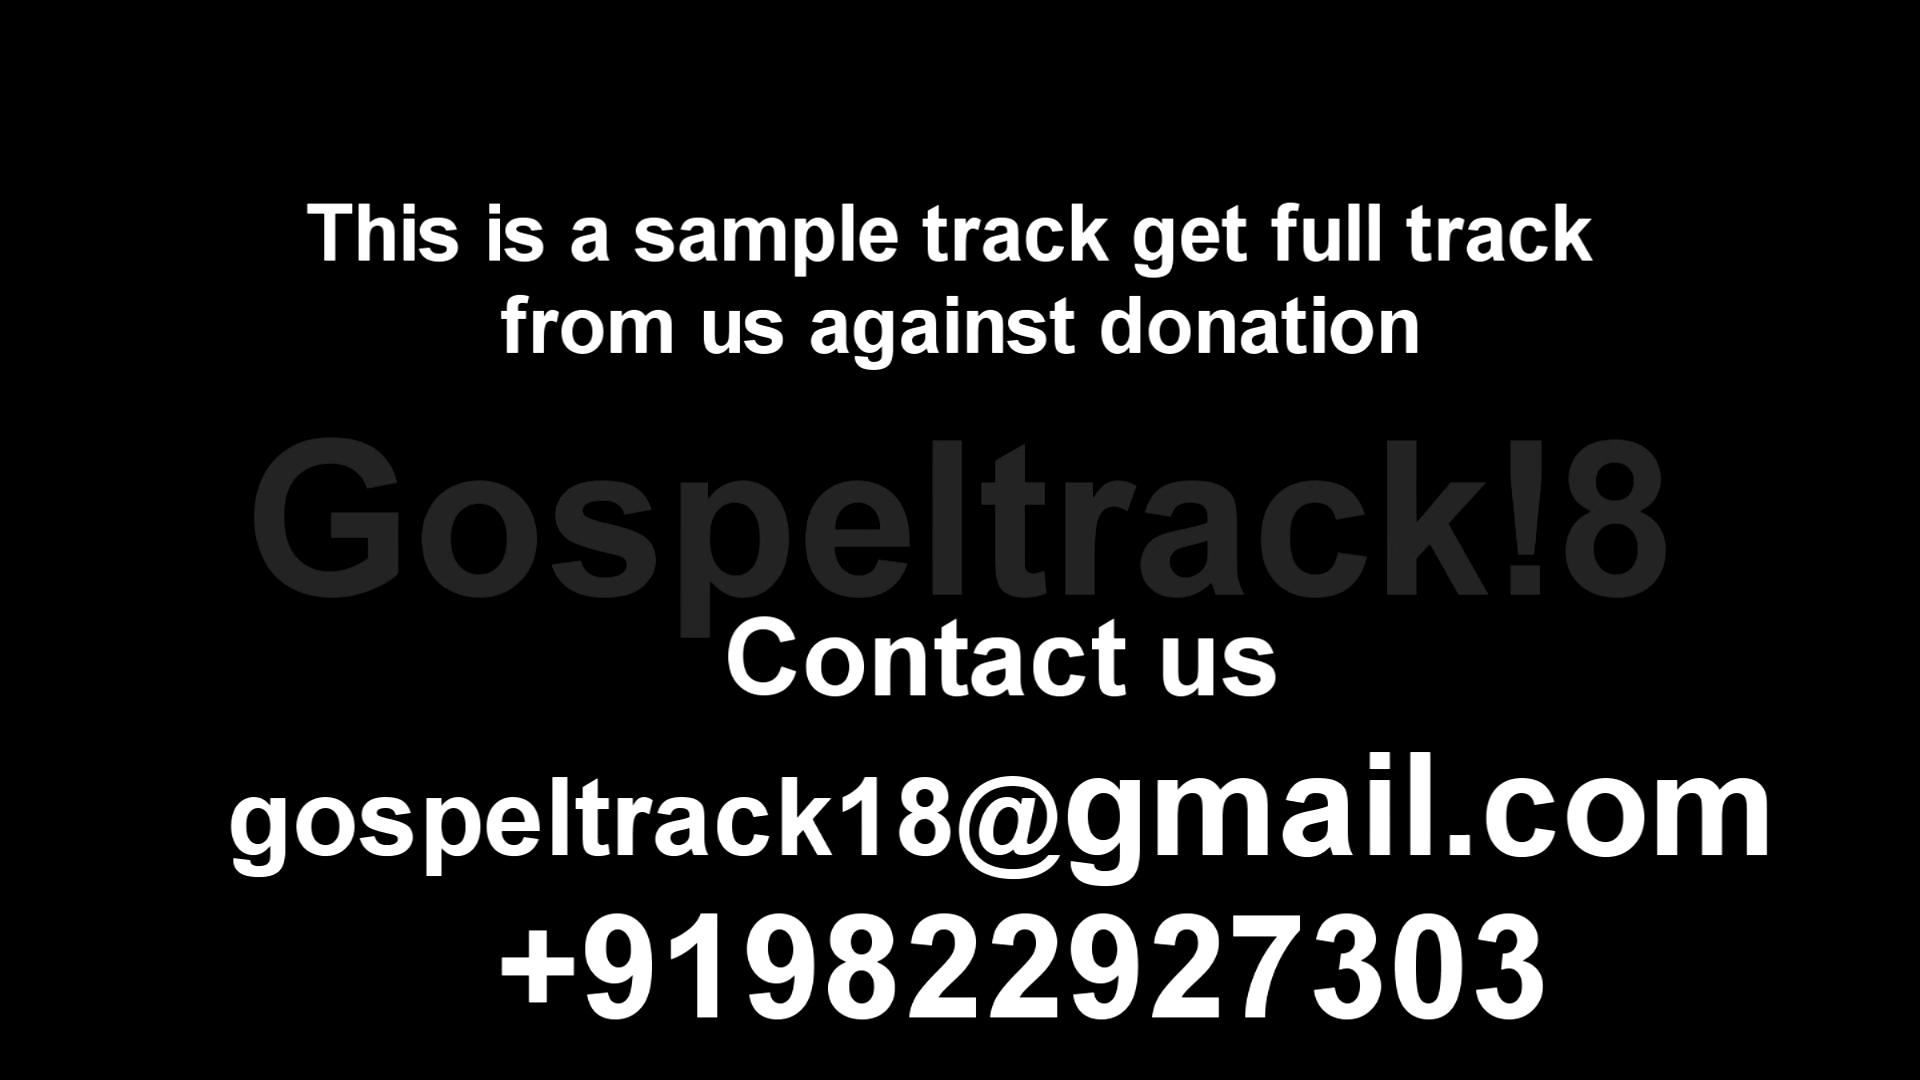 This is a sample track get full track
from us against donation
Gospeltrack!8
Contact us
gospeltrack18@gmail.com
+919822927303